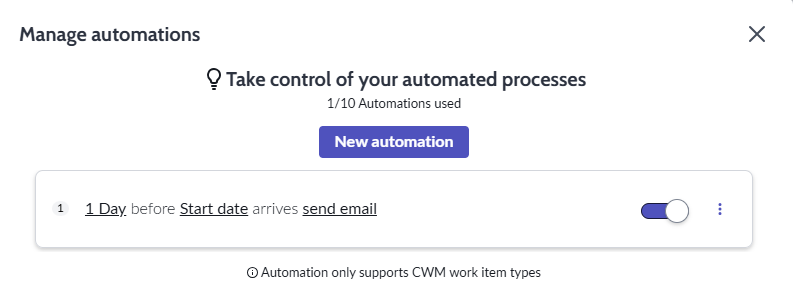 Manage automations
Take control of your automated processes
1/10 Automations used
New automation
1 1 Day before Start date arrives send email
Automation only supports CWM work item types